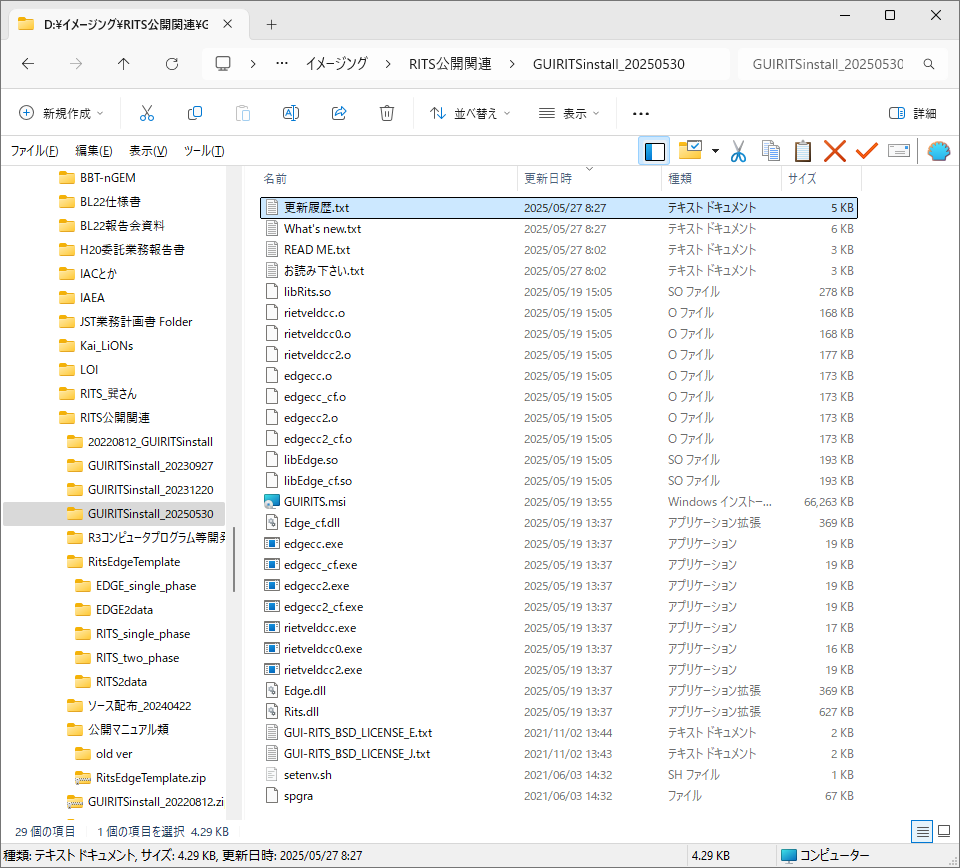 D:¥イメージング¥RITS公開関連¥G
イメージング RITS公開関連 GUIRITSinstall_20250530 GUIRITSinstall_20250530
新規作成 並べ替え 表示 詳細
ファイル(F) 編集(E) 表示(V) ツール(T)
BBT-nGEM
BL22仕様書
BL22報告会資料
H20委託業務報告書
IACとか
IAEA
JST業務計画書 Folder
Kai_LiONs
LOI
RITS_巽さん
RITS公開関連
20220812_GUIRITSinstall
GUIRITSinstall_20230927
GUIRITSinstall_20231220
GUIRITSinstall_20250530
R3コンピュータプログラム等開発
RitsEdgeTemplate
EDGE_single_phase
EDGE2data
RITS_single_phase
RITS_two_phase
RITS2data
ソース配布_20240422
公開マニュアル類
old ver
RitsEdgeTemplate.zip
GUIRITSinstall_20220812.zi
名前 更新日時 種類 サイズ
更新履歴.txt 2025/05/27 8:27 テキスト ドキュメント 5 KB
What's new.txt 2025/05/27 8:27 テキスト ドキュメント 6 KB
READ ME.txt 2025/05/27 8:02 テキスト ドキュメント 3 KB
お読み下さい.txt 2025/05/27 8:02 テキスト ドキュメント 3 KB
libRits.so 2025/05/19 15:05 SO ファイル 278 KB
rietveldcc.o 2025/05/19 15:05 O ファイル 168 KB
rietveldcc0.o 2025/05/19 15:05 O ファイル 168 KB
rietveldcc2.o 2025/05/19 15:05 O ファイル 177 KB
edgecc.o 2025/05/19 15:05 O ファイル 173 KB
edgecc_cf.o 2025/05/19 15:05 O ファイル 173 KB
edgecc2.o 2025/05/19 15:05 O ファイル 173 KB
edgecc2_cf.o 2025/05/19 15:05 O ファイル 173 KB
libEdge.so 2025/05/19 15:05 SO ファイル 193 KB
libEdge_cf.so 2025/05/19 15:05 SO ファイル 193 KB
GUIRITS.msi 2025/05/19 13:55 Windows インストー... 66,263 KB
Edge_cf.dll 2025/05/19 13:37 アプリケーション拡張 369 KB
edgecc.exe 2025/05/19 13:37 アプリケーション 19 KB
edgecc_cf.exe 2025/05/19 13:37 アプリケーション 19 KB
edgecc2.exe 2025/05/19 13:37 アプリケーション 19 KB
edgecc2_cf.exe 2025/05/19 13:37 アプリケーション 19 KB
rietveldcc.exe 2025/05/19 13:37 アプリケーション 17 KB
rietveldcc0.exe 2025/05/19 13:37 アプリケーション 16 KB
rietveldcc2.exe 2025/05/19 13:37 アプリケーション 19 KB
Edge.dll 2025/05/19 13:37 アプリケーション拡張 369 KB
Rits.dll 2025/05/19 13:37 アプリケーション拡張 627 KB
GUI-RITS_BSD_LICENSE_E.txt 2021/11/02 13:44 テキスト ドキュメント 2 KB
GUI-RITS_BSD_LICENSE_J.txt 2021/11/02 13:43 テキスト ドキュメント 2 KB
setenv.sh 2021/06/03 14:32 SH ファイル 1 KB
spgra 2021/06/03 14:32 ファイル 67 KB
29 個の項目 1 個の項目を選択 4.29 KB
種類: テキスト ドキュメント, サイズ: 4.29 KB, 更新日時: 2025/05/27 8:27 4.29 KB コンピューター